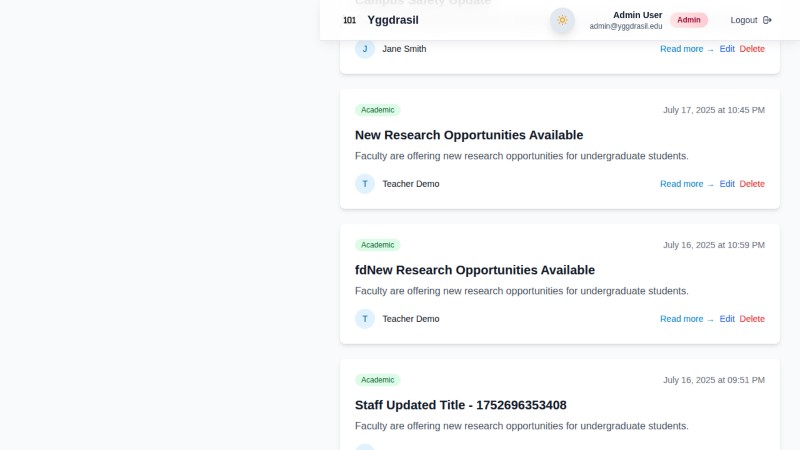 Campus Safety Update
101 Yggdrasil
Admin User
admin@yggdrasil.edu
Admin
Logout
J Jane Smith
Read more → Edit Delete
Academic
July 17, 2025 at 10:45 PM
New Research Opportunities Available
Faculty are offering new research opportunities for undergraduate students.
T Teacher Demo
Read more → Edit Delete
Academic
July 16, 2025 at 10:59 PM
fdNew Research Opportunities Available
Faculty are offering new research opportunities for undergraduate students.
T Teacher Demo
Read more → Edit Delete
Academic
July 16, 2025 at 09:51 PM
Staff Updated Title - 1752696353408
Faculty are offering new research opportunities for undergraduate students.